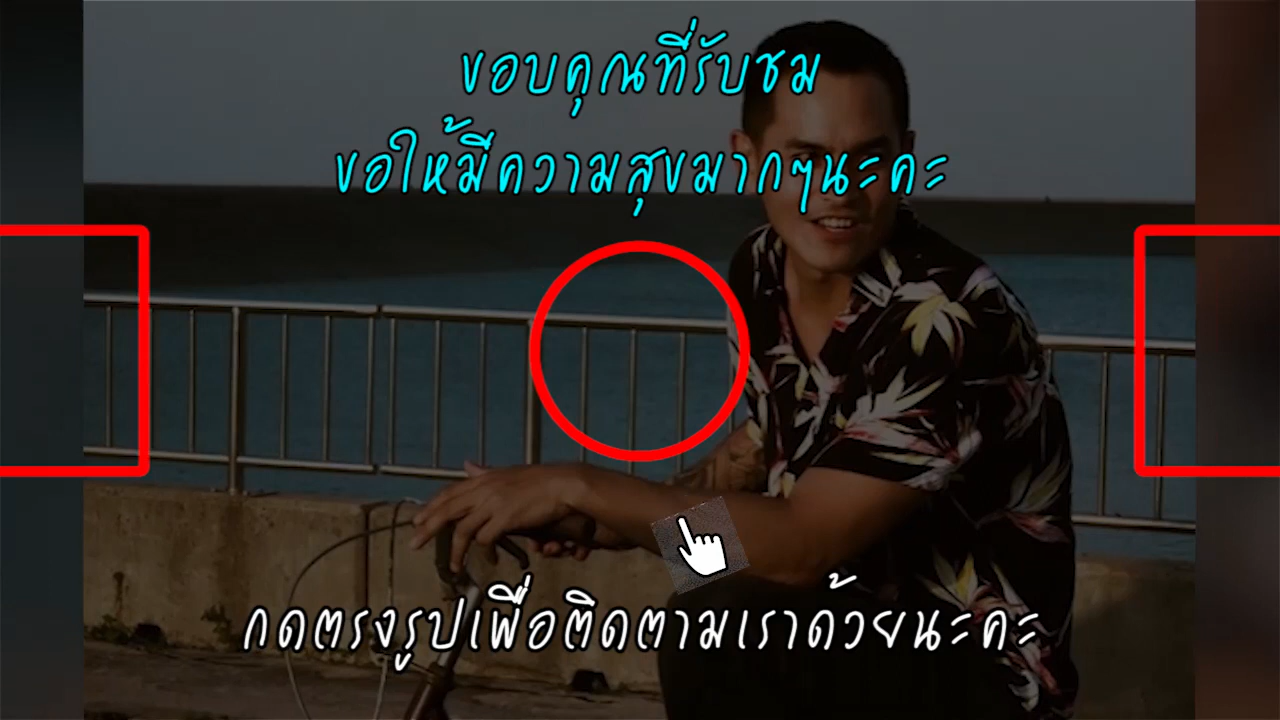 ขอบคุณที่รับชม
ขอให้มีความสุขมากๆนะคะ
กดตรงรูปเพื่อติดตามเราด้วยนะคะ